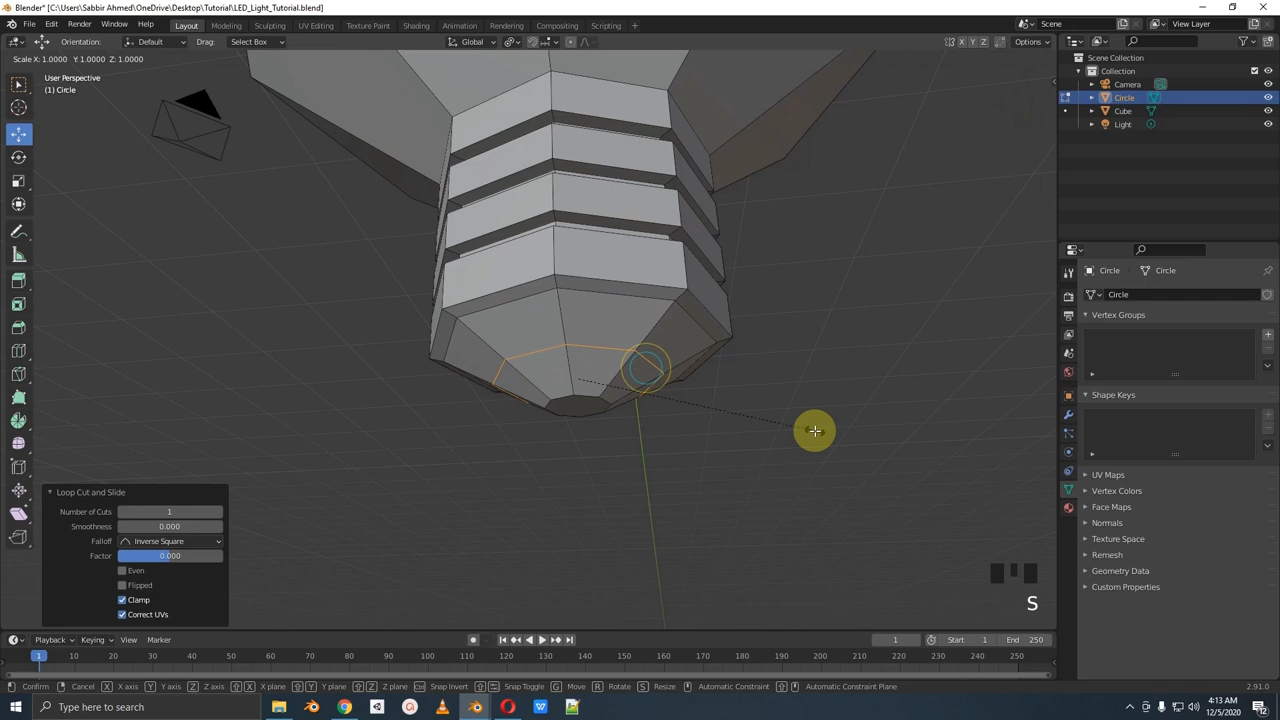 Blender* [C:\Users\Sabbir Ahmed\OneDrive\Desktop\Tutorial\LED_Light_Tutorial.blend]
File Edit Render Window Help Layout Modeling Sculpting UV Editing Texture Paint Shading Animation Rendering Compositing Scripting + Scene View Layer
Orientation: Default Drag: Select Box Global X Y Z Options
Scale X: 1.0000 Y: 1.0000 Z: 1.0000
User Perspective
(1) Circle
Scene Collection
Collection
Camera
Circle
Cube
Light
Circle Circle
Circle
Vertex Groups
Shape Keys
UV Maps
Vertex Colors
Face Maps
Normals
Texture Space
Remesh
Geometry Data
Custom Properties
Loop Cut and Slide
Number of Cuts 1
Smoothness 0.000
Falloff Inverse Square
Factor 0.000
Even
Flipped
Clamp
Correct UVs
S
Playback Keying View Marker 1 Start 1 End 250
1 10 20 30 40 50 60 70 80 90 100 110 120 130 140 150 160 170 180 190 200 210 220 230 240 250
Confirm Cancel X X axis Y Y axis Z Z axis X X plane Y Y plane Z Z plane Ctrl Snap Invert Snap Toggle G Move R Rotate S Resize Automatic Constraint Automatic Constraint Plane 2.91.0
Type here to search
4:13 AM
12/5/2020